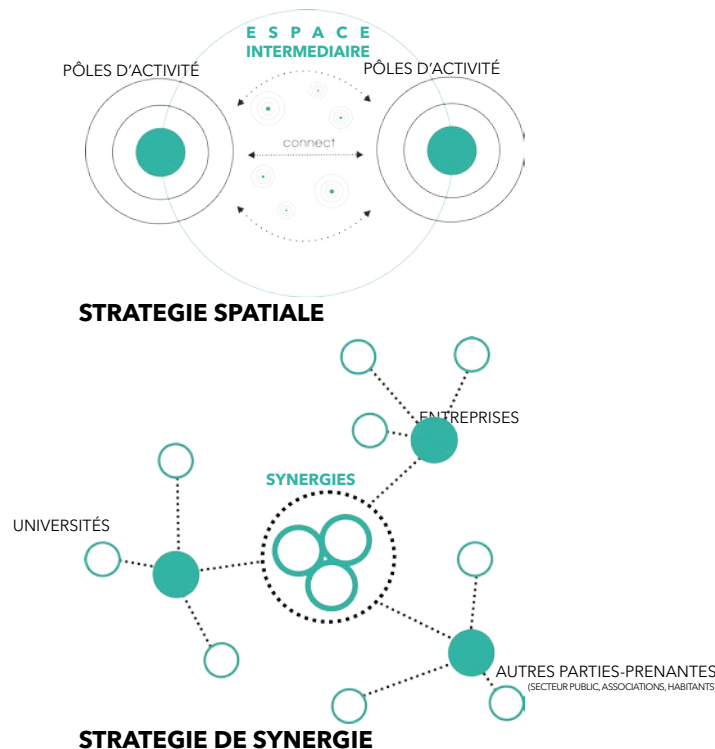 E S P A C E
INTERMEDIAIRE
PÔLES D'ACTIVITÉ
PÔLES D'ACTIVITÉ
connect
STRATEGIE SPATIALE
ENTREPRISES
SYNERGIES
UNIVERSITÉS
AUTRES PARTIES-PRENANTES
(SECTEUR PUBLIC, ASSOCIATIONS, HABITANTS)
STRATEGIE DE SYNERGIE